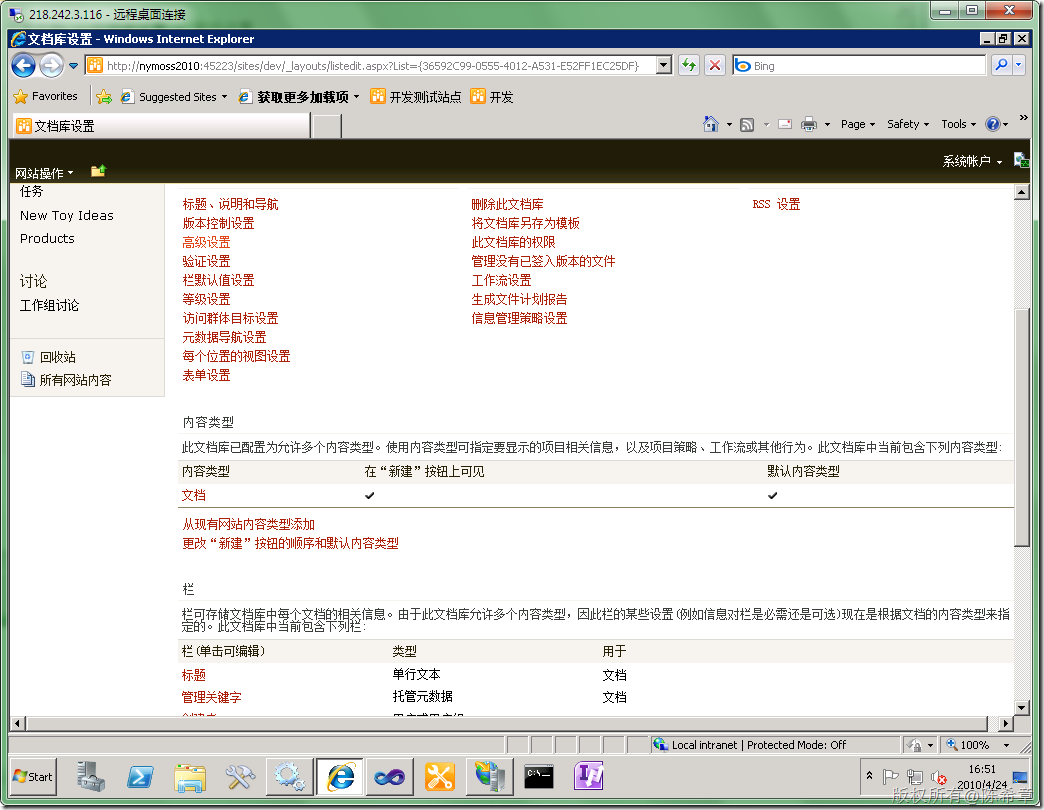 218.242.3.116 - 远程桌面连接
文档库设置 - Windows Internet Explorer
http://nymoss2010:45223/sites/dev/_layouts/listedit.aspx?List={36592C99-0555-4012-A531-E52FF1EC25DF}
Bing
Favorites
Suggested Sites
获取更多加载项
开发测试站点
开发
文档库设置
Page
Safety
Tools
网站操作
系统帐户
任务
New Toy Ideas
Products
讨论
工作组讨论
回收站
所有网站内容
标题、说明和导航
版本控制设置
高级设置
验证设置
栏默认值设置
等级设置
访问群体目标设置
元数据导航设置
每个位置的视图设置
表单设置
删除此文档库
将文档库另存为模板
此文档库的权限
管理没有已签入版本的文件
工作流设置
生成文件计划报告
信息管理策略设置
RSS 设置
内容类型
此文档库已配置为允许多个内容类型。使用内容类型可指定要显示的项目相关信息，以及项目策略、工作流或其他行为。此文档库中当前包含下列内容类型:
内容类型 在“新建”按钮上可见 默认内容类型
文档
从现有网站内容类型添加
更改“新建”按钮的顺序和默认内容类型
栏
栏可存储文档库中每个文档的相关信息。由于此文档库允许多个内容类型，因此栏的某些设置(例如信息对栏是必需还是可选)现在是根据文档的内容类型来指
定的。此文档库中当前包含下列栏:
栏(单击可编辑) 类型 用于
标题 单行文本 文档
管理关键字 托管元数据 文档
Local intranet | Protected Mode: Off
100%
Start
C:\_
16:51
2010/4/24
版权所有@陈希章